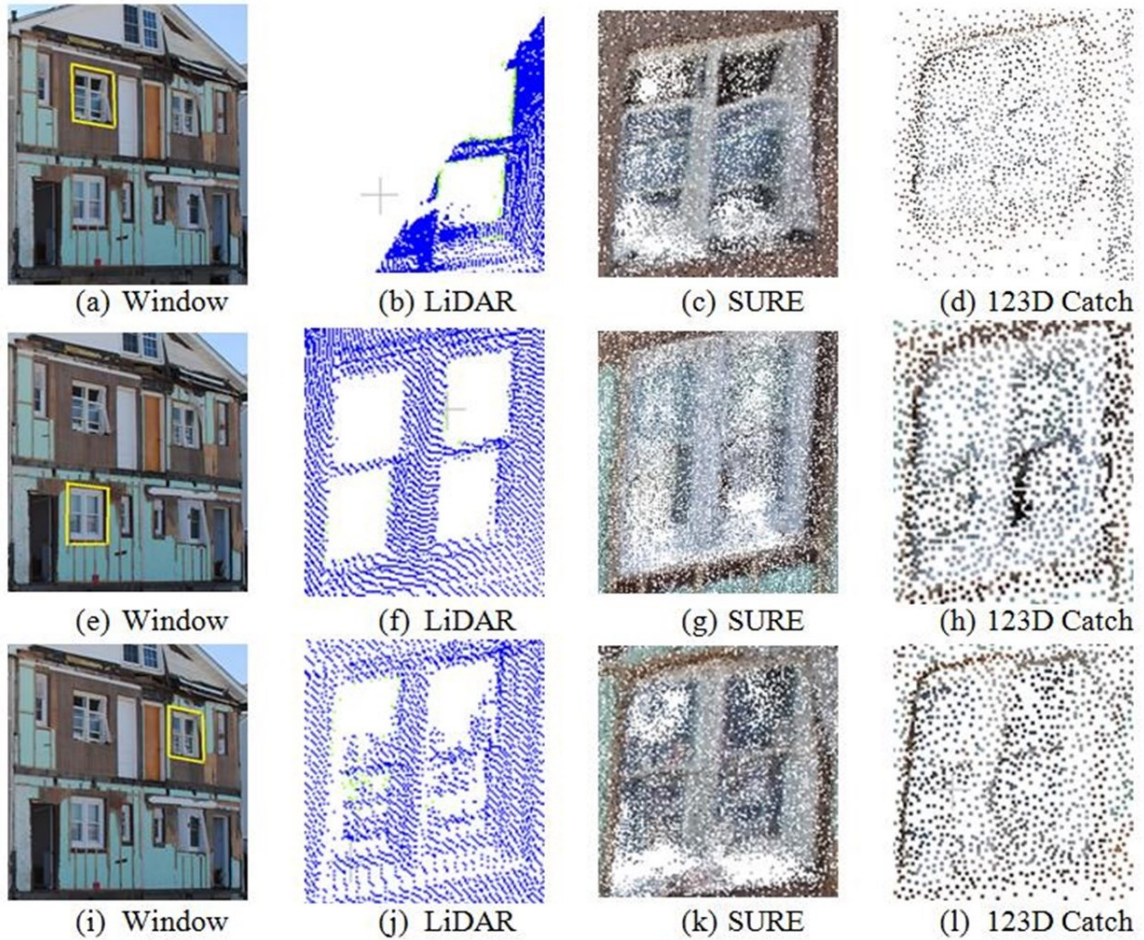 (a) Window
(b) LiDAR
(c) SURE
(d) 123D Catch
(e) Window
(f) LiDAR
(g) SURE
(h) 123D Catch
(i) Window
(j) LiDAR
(k) SURE
(l) 123D Catch